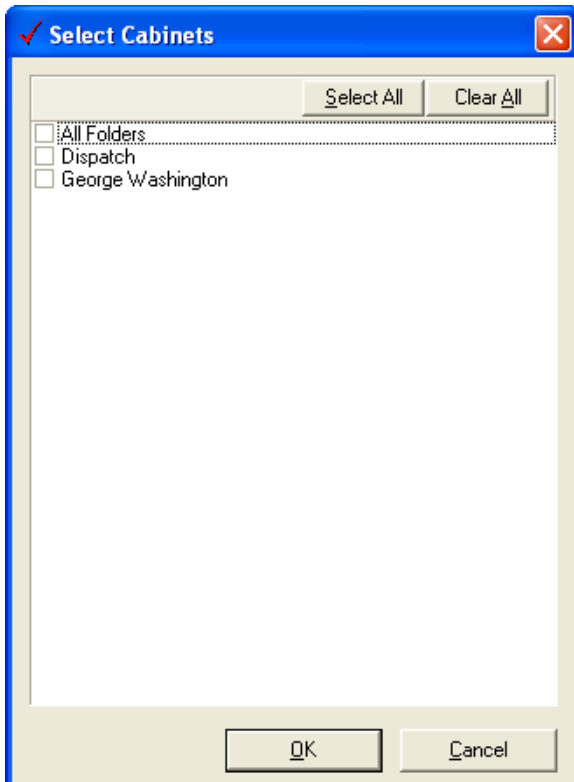 Select Cabinets
Select All Clear All
All Folders
Dispatch
George Washington
OK Cancel